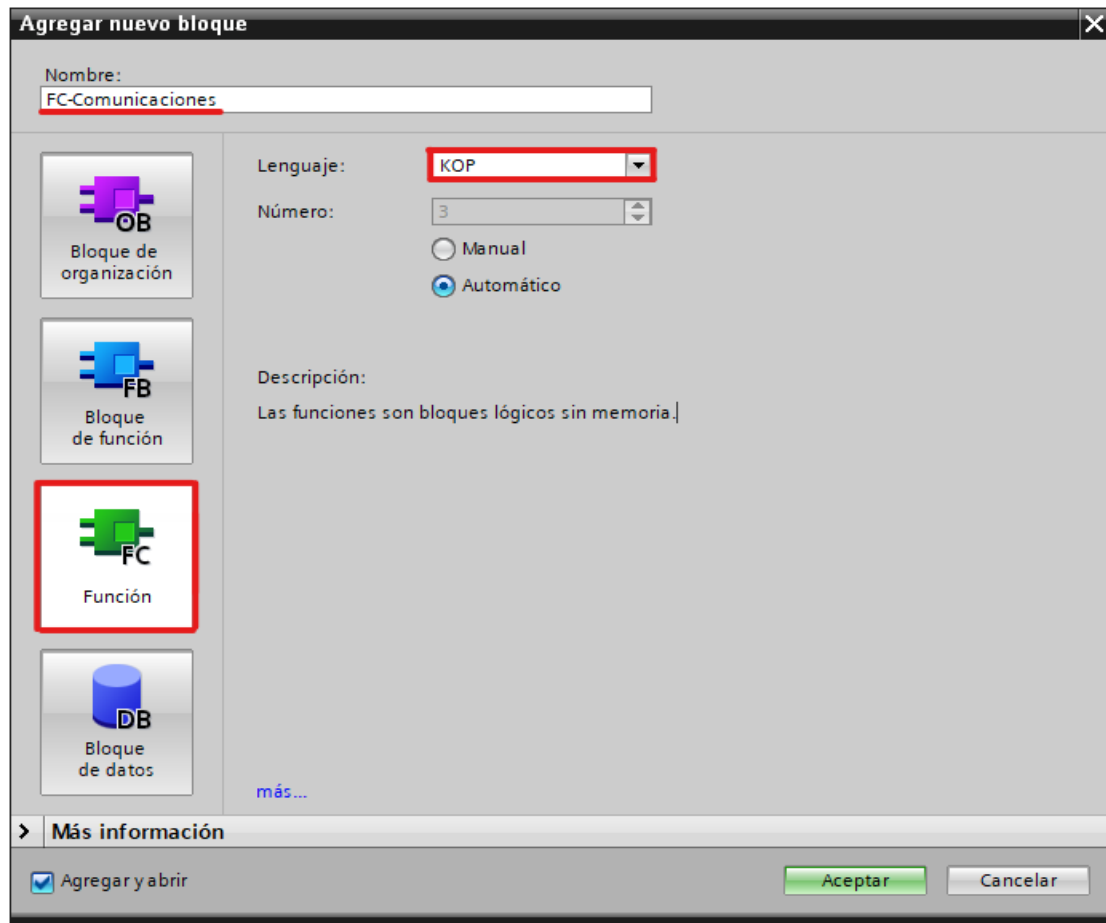 Agregar nuevo bloque
Nombre:
FC-Comunicaciones
OB
Bloque de
organización
FB
Bloque
de función
FC
Función
DB
Bloque
de datos
Lenguaje:
KOP
Número:
3
Manual
Automático
Descripción:
Las funciones son bloques lógicos sin memoria.
más...
Más información
Agregar y abrir
Aceptar
Cancelar